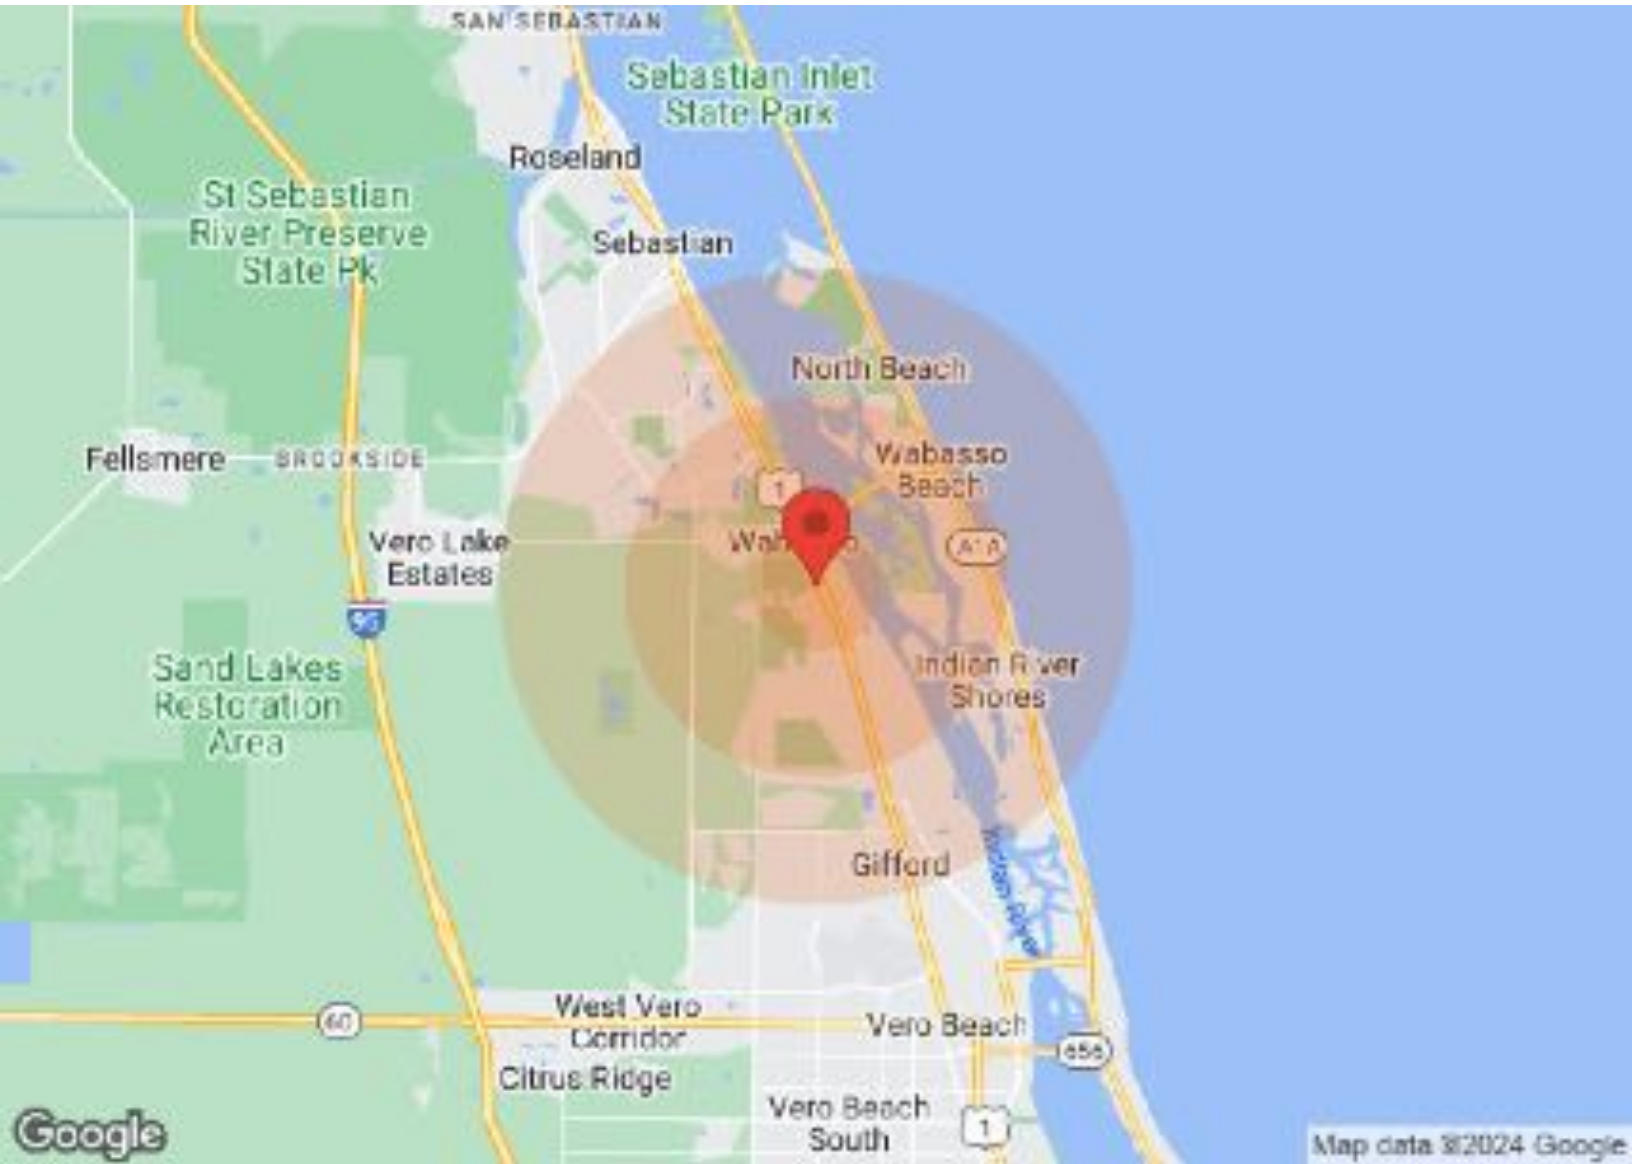 SAN SEBASTIAN
Sebastian Inlet
State Park
Roseland
St Sebastian
River Preserve
State Pk
Sebastian
North Beach
Fellsmere
BROOKSIDE
Wabasso
Beach
1
Vero Lake
Estates
A1A
95
Sand Lakes
Restoration
Area
Indian River
Shores
Gifford
60
West Vero
Corridor
Vero Beach
656
Citrus Ridge
Vero Beach
South
1
Google
Map data ©2024 Google